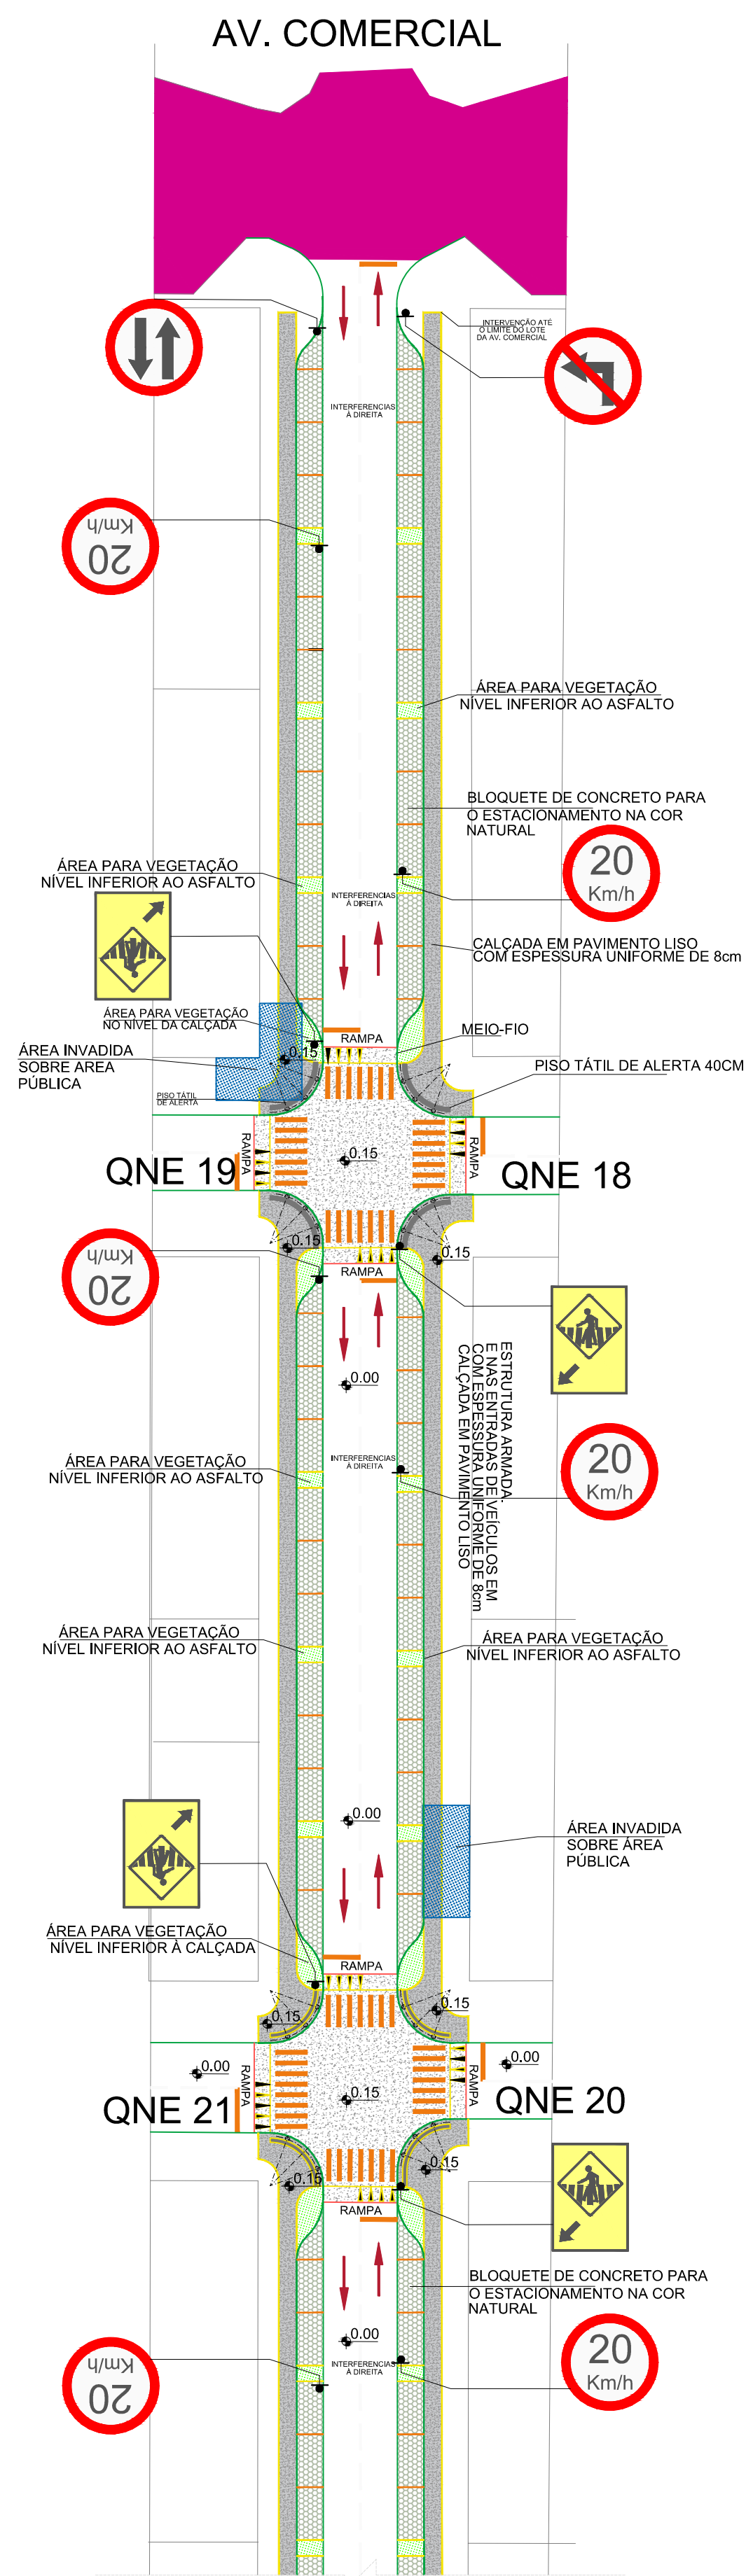 AV. COMERCIAL
INTERVENÇÃO ATÉ
O LIMITE DO LOTE
DA AV. COMERCIAL
INTERFERENCIAS
À DIREITA
20
Km/h
ÁREA PARA VEGETAÇÃO
NÍVEL INFERIOR AO ASFALTO
BLOQUETE DE CONCRETO PARA
O ESTACIONAMENTO NA COR
NATURAL
20
Km/h
ÁREA PARA VEGETAÇÃO
NÍVEL INFERIOR AO ASFALTO
INTERFERENCIAS
À DIREITA
CALÇADA EM PAVIMENTO LISO
COM ESPESSURA UNIFORME DE 8cm
ÁREA PARA VEGETAÇÃO
NO NÍVEL DA CALÇADA
MEIO-FIO
RAMPA
ÁREA INVADIDA
SOBRE AREA
PÚBLICA
0.15
PISO TÁTIL DE ALERTA 40CM
PISO TÁTIL
DE ALERTA
RAMPA
RAMPA
0.15
QNE 19
QNE 18
0.15
0.15
20
Km/h
RAMPA
0.00
CALÇADA EM PAVIMENTO LISO
COM ESPESSURA UNIFORME DE 8cm
E NAS ENTRADAS DE VEÍCULOS EM
ESTRUTURA ARMADA.
ÁREA PARA VEGETAÇÃO
NÍVEL INFERIOR AO ASFALTO
INTERFERENCIAS
À DIREITA
20
Km/h
ÁREA PARA VEGETAÇÃO
NÍVEL INFERIOR AO ASFALTO
ÁREA PARA VEGETAÇÃO
NÍVEL INFERIOR AO ASFALTO
0.00
ÁREA INVADIDA
SOBRE ÁREA
PÚBLICA
ÁREA PARA VEGETAÇÃO
NÍVEL INFERIOR À CALÇADA
RAMPA
0.15
0.15
0.00
0.00
RAMPA
RAMPA
0.15
QNE 21
QNE 20
0.15
0.15
RAMPA
BLOQUETE DE CONCRETO PARA
O ESTACIONAMENTO NA COR
NATURAL
0.00
INTERFERENCIAS
À DIREITA
20
Km/h
20
Km/h